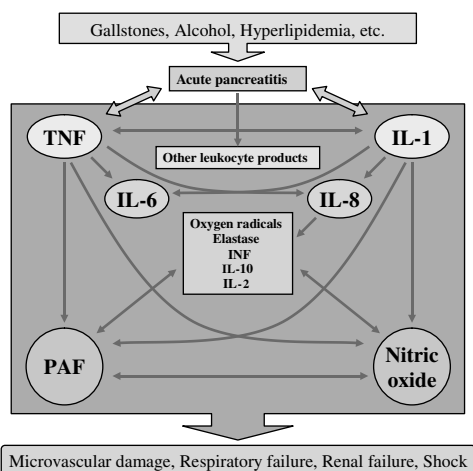 Gallstones, Alcohol, Hyperlipidemia, etc.
Acute pancreatitis
TNF
IL-1
Other leukocyte products
IL-6
IL-8
Oxygen radicals
Elastase
INF
IL-10
IL-2
PAF
Nitric
oxide
Microvascular damage, Respiratory failure, Renal failure, Shock